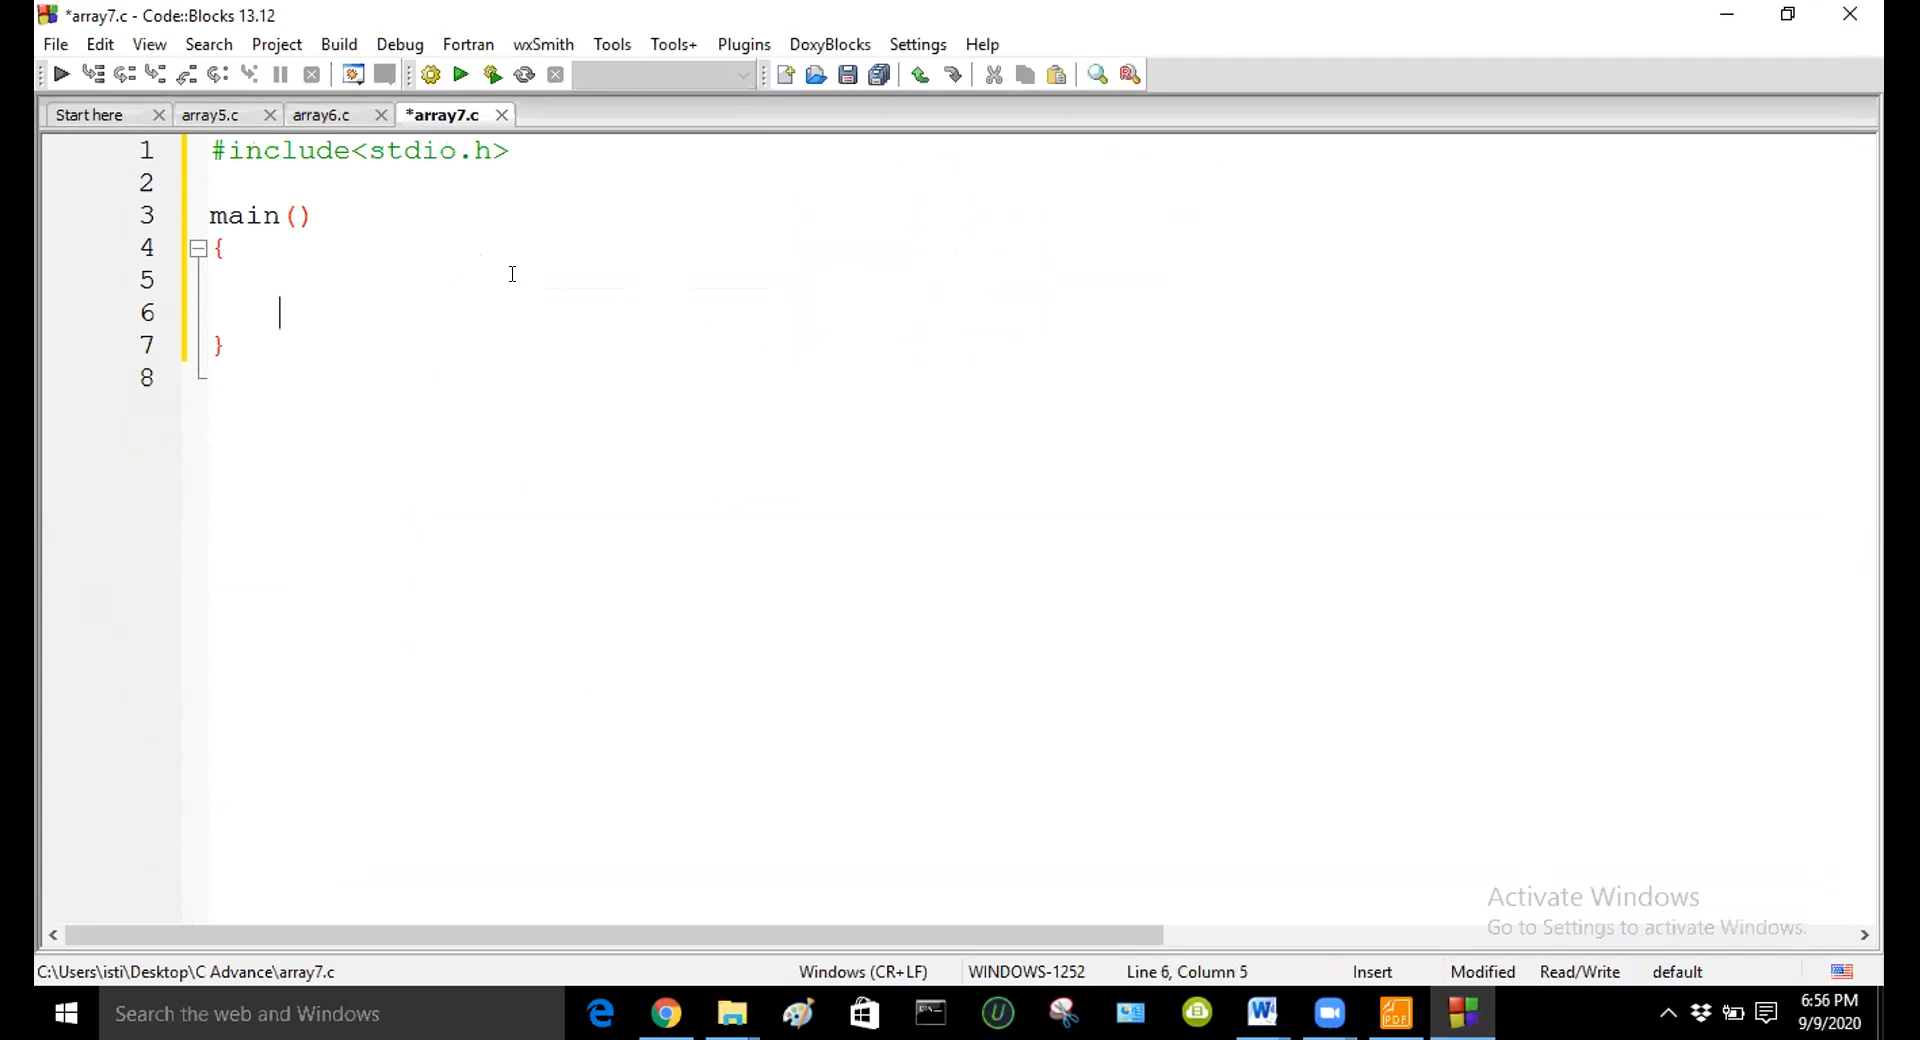 *array7.c - Code::Blocks 13.12
File Edit View Search Project Build Debug Fortran wxSmith Tools Tools+ Plugins DoxyBlocks Settings Help
Start here array5.c array6.c *array7.c
1 #include<stdio.h>
2
3 main()
4 {
5
6
7 }
8
Activate Windows
Go to Settings to activate Windows.
C:\Users\isti\Desktop\C Advance\array7.c Windows (CR+LF) WINDOWS-1252 Line 6, Column 5 Insert Modified Read/Write default
Search the web and Windows
6:56 PM
9/9/2020